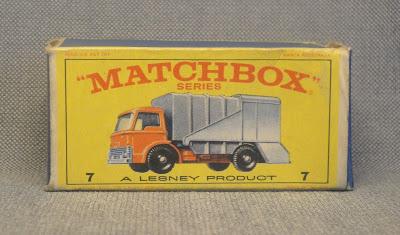 "MATCHBOX"
SERIES
7 A LESNEY PRODUCT 7